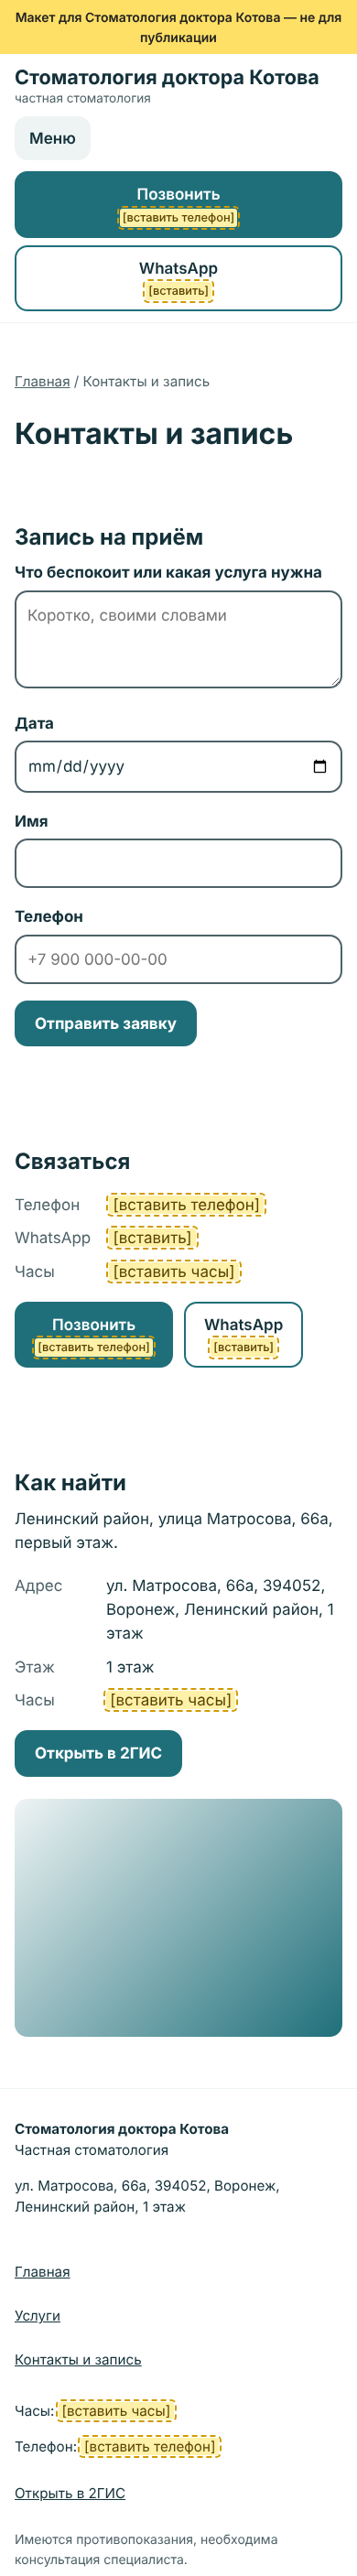 Макет для Стоматология доктора Котова — не для
публикации
Стоматология доктора Котова
частная стоматология
Меню
Позвонить
[вставить телефон]
WhatsApp
[вставить]
Главная / Контакты и запись
Контакты и запись
Запись на приём
Что беспокоит или какая услуга нужна
Коротко, своими словами
Дата
mm/dd/yyyy
Имя
Телефон
+7 900 000-00-00
Отправить заявку
Связаться
Телефон [вставить телефон]
WhatsApp [вставить]
Часы [вставить часы]
Позвонить
[вставить телефон]
WhatsApp
[вставить]
Как найти
Ленинский район, улица Матросова, 66а,
первый этаж.
Адрес ул. Матросова, 66а, 394052,
Воронеж, Ленинский район, 1
этаж
Этаж 1 этаж
Часы [вставить часы]
Открыть в 2ГИС
Стоматология доктора Котова
Частная стоматология
ул. Матросова, 66а, 394052, Воронеж,
Ленинский район, 1 этаж
Главная
Услуги
Контакты и запись
Часы: [вставить часы]
Телефон: [вставить телефон]
Открыть в 2ГИС
Имеются противопоказания, необходима
консультация специалиста.